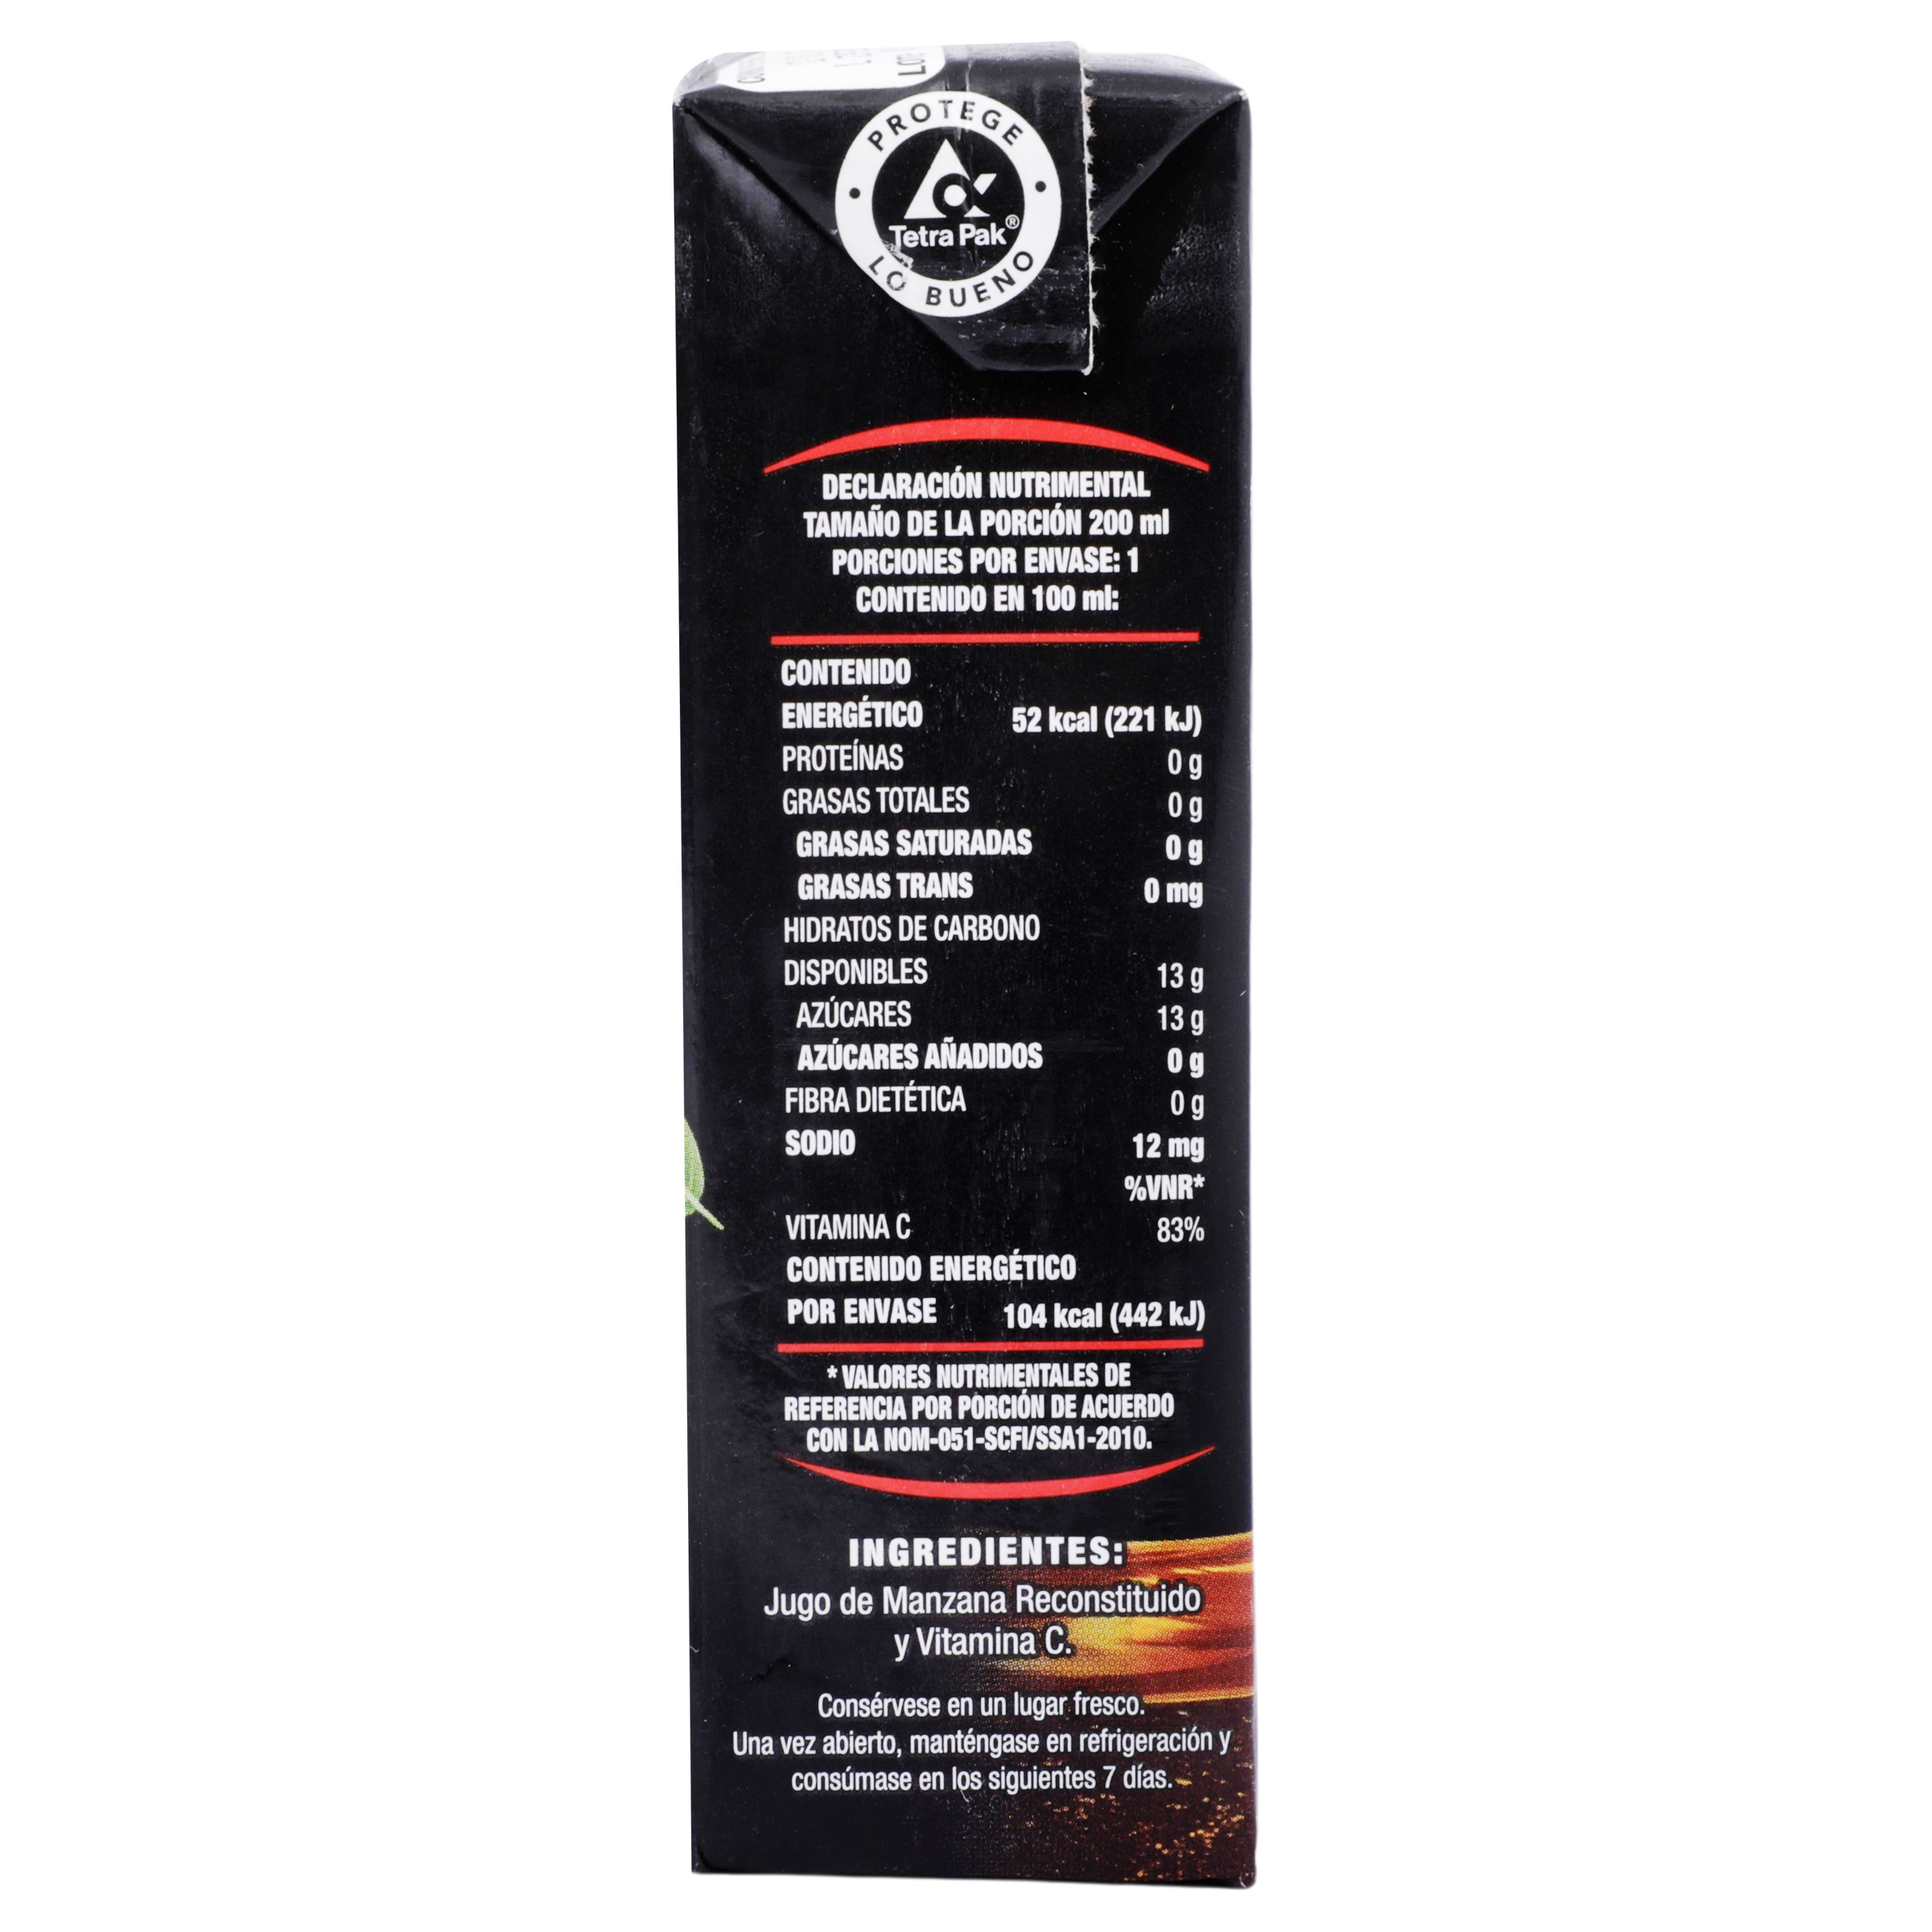 PROTEGE
Tetra Pak®
LO BUENO
DECLARACIÓN NUTRIMENTAL
TAMAÑO DE LA PORCIÓN 200 ml
PORCIONES POR ENVASE: 1
CONTENIDO EN 100 ml:
CONTENIDO
ENERGÉTICO 52 kcal (221 kJ)
PROTEÍNAS 0 g
GRASAS TOTALES 0 g
GRASAS SATURADAS 0 g
GRASAS TRANS 0 mg
HIDRATOS DE CARBONO
DISPONIBLES 13 g
AZÚCARES 13 g
AZÚCARES AÑADIDOS 0 g
FIBRA DIETÉTICA 0 g
SODIO 12 mg
%VNR*
VITAMINA C 83%
CONTENIDO ENERGÉTICO
POR ENVASE 104 kcal (442 kJ)
* VALORES NUTRIMENTALES DE
REFERENCIA POR PORCIÓN DE ACUERDO
CON LA NOM-051-SCFI/SSA1-2010.
INGREDIENTES:
Jugo de Manzana Reconstituido
y Vitamina C.
Consérvese en un lugar fresco.
Una vez abierto, manténgase en refrigeración y
consúmase en los siguientes 7 días.